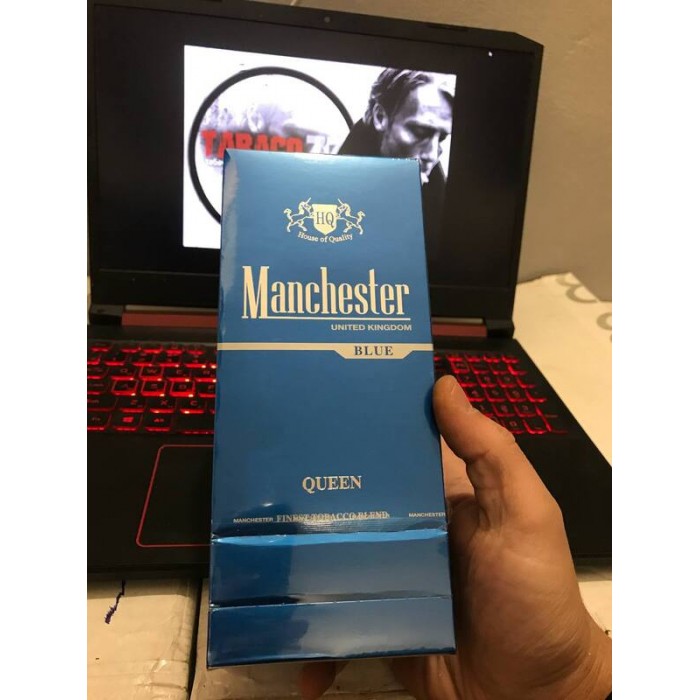 HQ
House of Quality
Manchester
UNITED KINGDOM
BLUE
QUEEN
MANCHESTER FINEST TOBACCO BLEND MANCHESTER